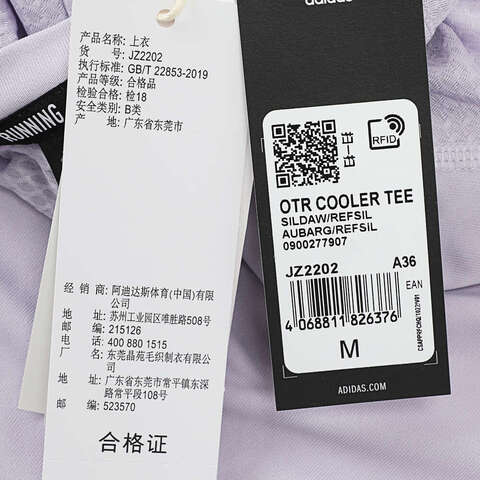 产品名称: 上衣
货 号: JZ2202
执行标准: GB/T 22853-2019
产品等级: 合格品
检验合格: 检18
安全类别: B类
产 地: 广东省东莞市
经 销 商: 阿迪达斯体育(中国)有限
公司
地 址: 苏州工业园区唯胜路508号
邮 编: 215126
电 话: 400 880 1515
厂 名: 东莞晶苑毛织制衣有限公
司
地 址: 广东省东莞市常平镇东深
路常平段108号
邮 编: 523570
合格证
RUNNING
adidas
RFID
OTR COOLER TEE
SILDAW/REFSIL
AUBARG/REFSIL
0900277907
JZ2202 A36
EAN
4 068811 826376
M
ADIDAS.COM